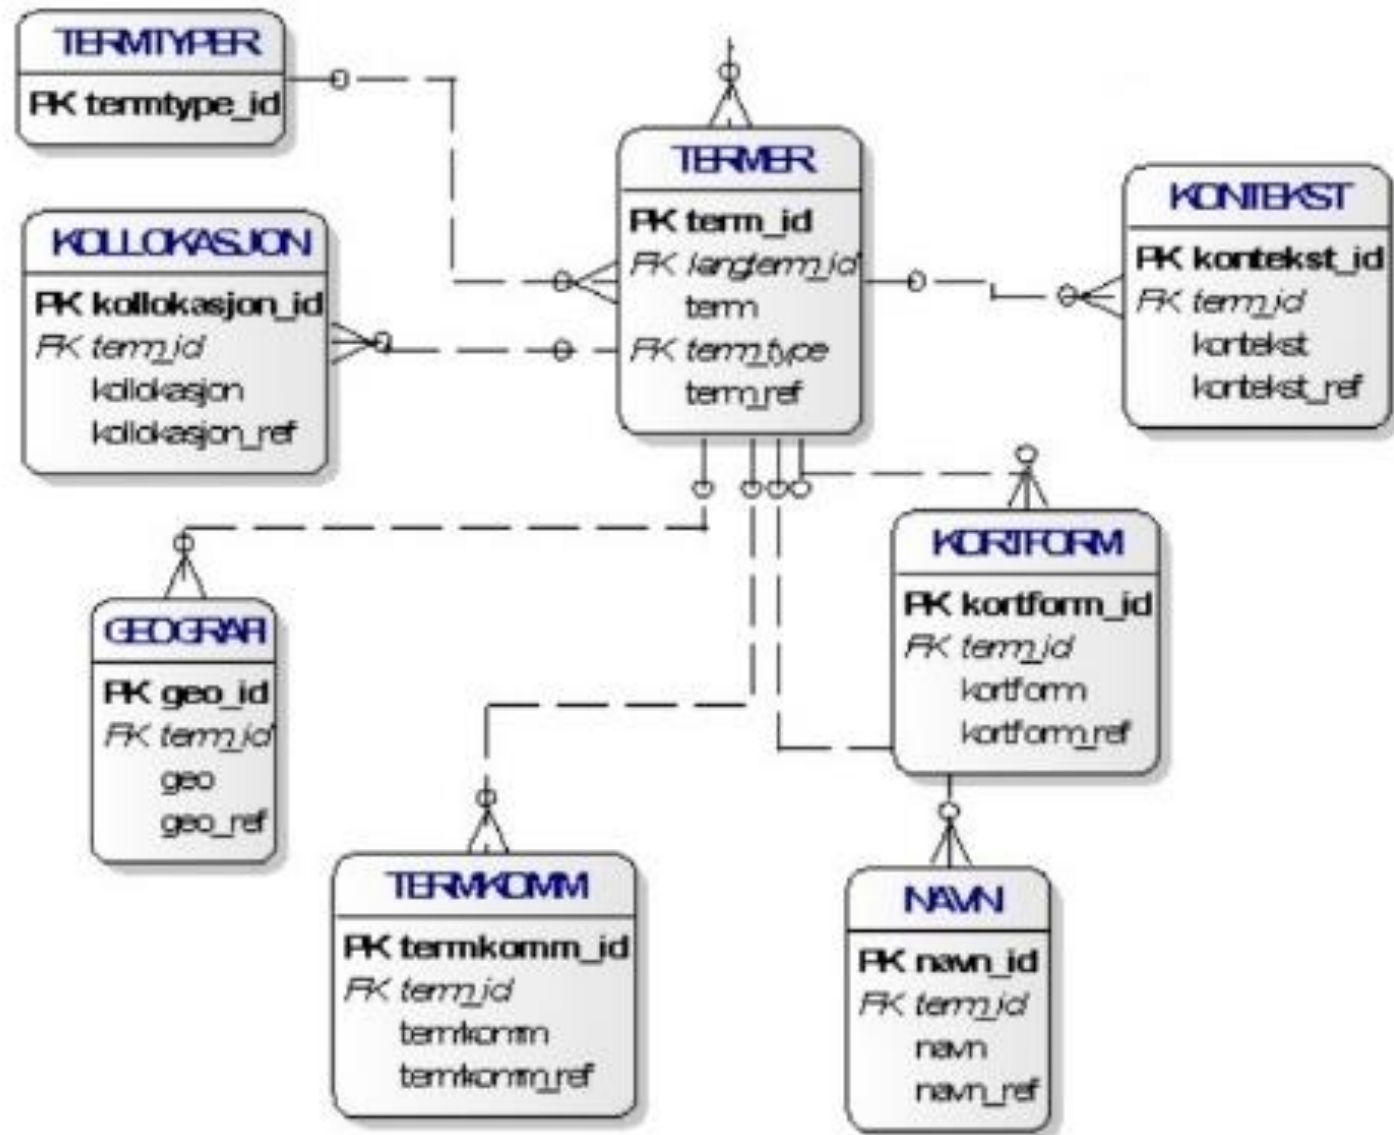 TERMTYPER
PK termtype_id
TERMER
PK term_id
FK langterm_id
term
FK term_type
term_ref
KONTEKST
PK kontekst_id
FK term_id
kontekst
kontekst_ref
KOLLOKASJON
PK kollokasjon_id
FK term_id
kollokasjon
kollokasjon_ref
KORTFORM
PK kortform_id
FK term_id
kortform
kortform_ref
GEOGRAFI
PK geo_id
FK term_id
geo
geo_ref
TERMKOMM
PK termkomm_id
FK term_id
termkomm
termkomm_ref
NAVN
PK navn_id
FK term_id
navn
navn_ref